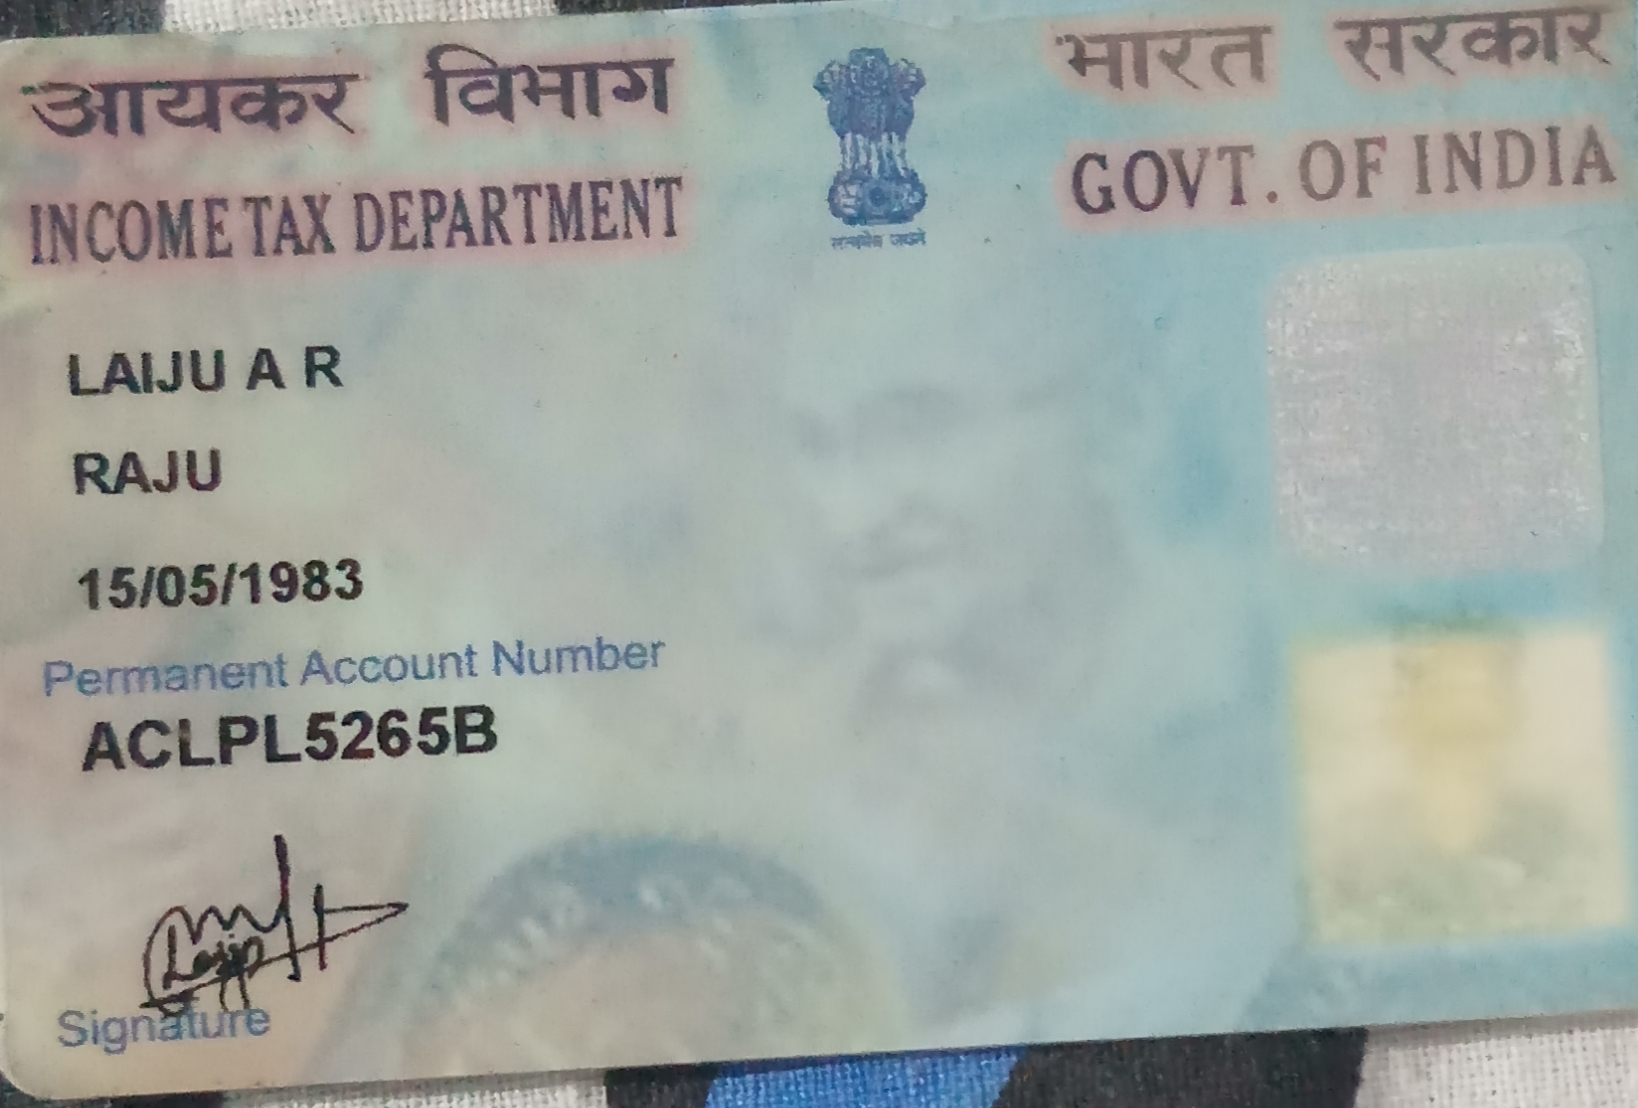 आयकर विभाग
INCOME TAX DEPARTMENT
सत्यमेव जयते
भारत सरकार
GOVT. OF INDIA
LAIJU A R
RAJU
15/05/1983
Permanent Account Number
ACLPL5265B
Signature